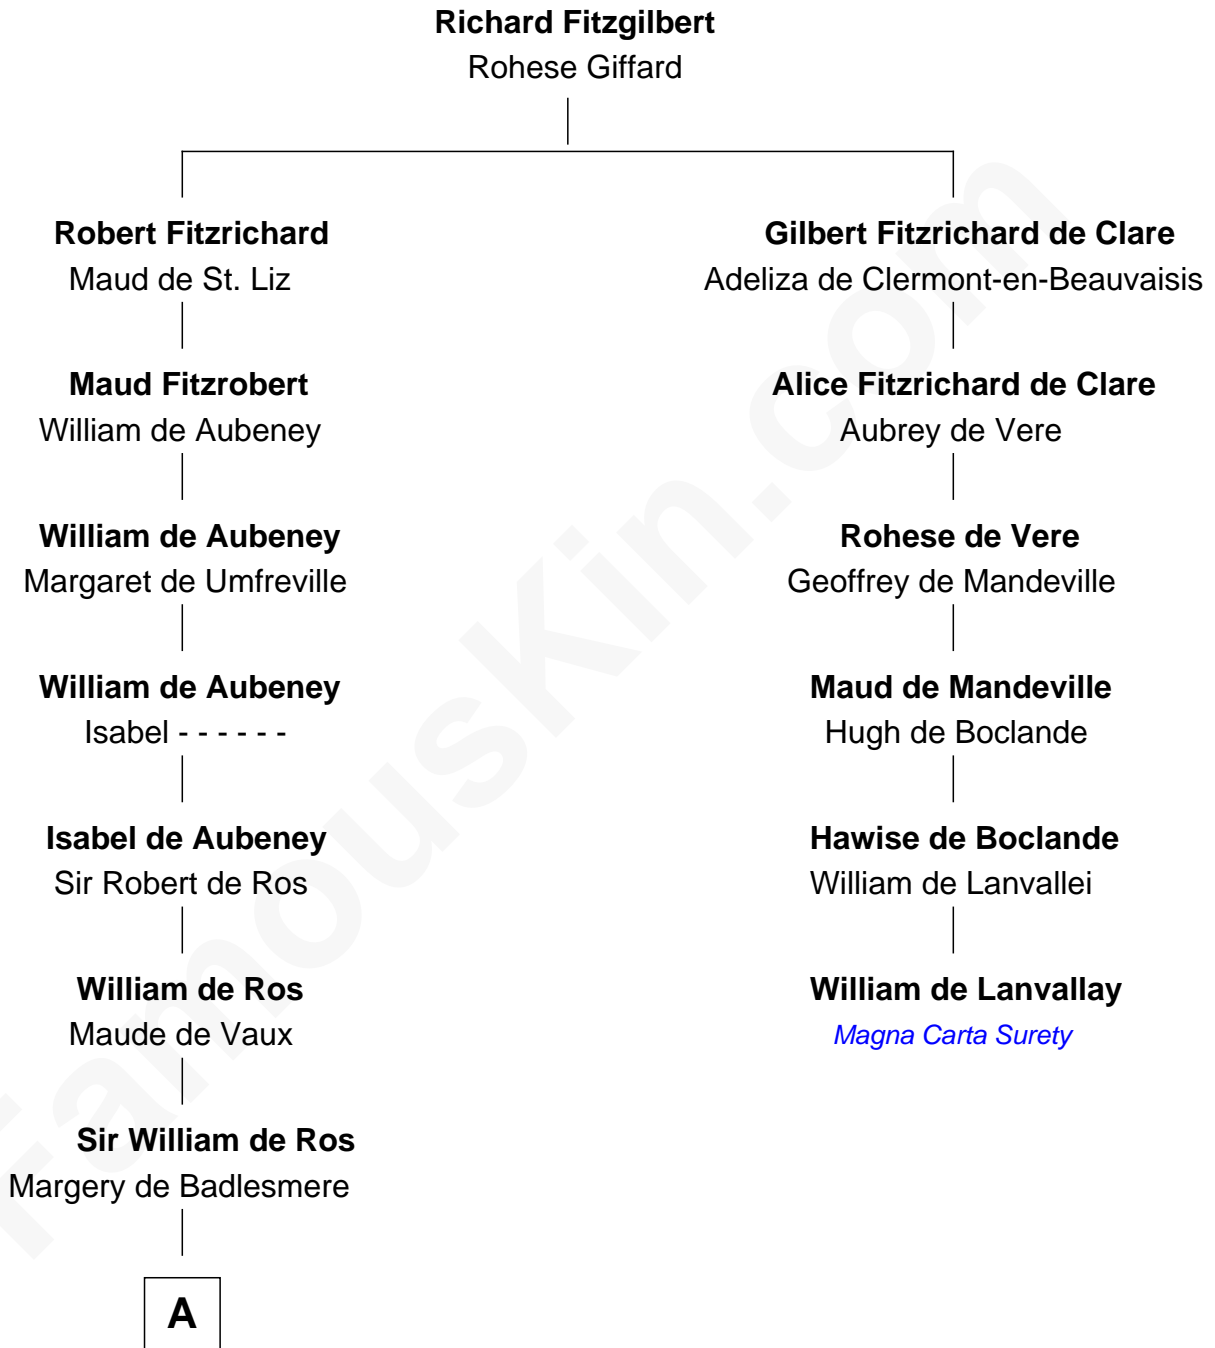 Richard Fitzgilbert
Rohese Giffard
Robert Fitzrichard
Maud de St. Liz
Gilbert Fitzrichard de Clare
Adeliza de Clermont-en-Beauvaisis
Maud Fitzrobert
William de Aubeney
Alice Fitzrichard de Clare
Aubrey de Vere
William de Aubeney
Margaret de Umfreville
Rohese de Vere
Geoffrey de Mandeville
William de Aubeney
Isabel - - - - - -
Maud de Mandeville
Hugh de Boclande
Isabel de Aubeney
Sir Robert de Ros
Hawise de Boclande
William de Lanvallei
William de Ros
Maude de Vaux
William de Lanvallay
Magna Carta Surety
Sir William de Ros
Margery de Badlesmere
A
FamousKin.com